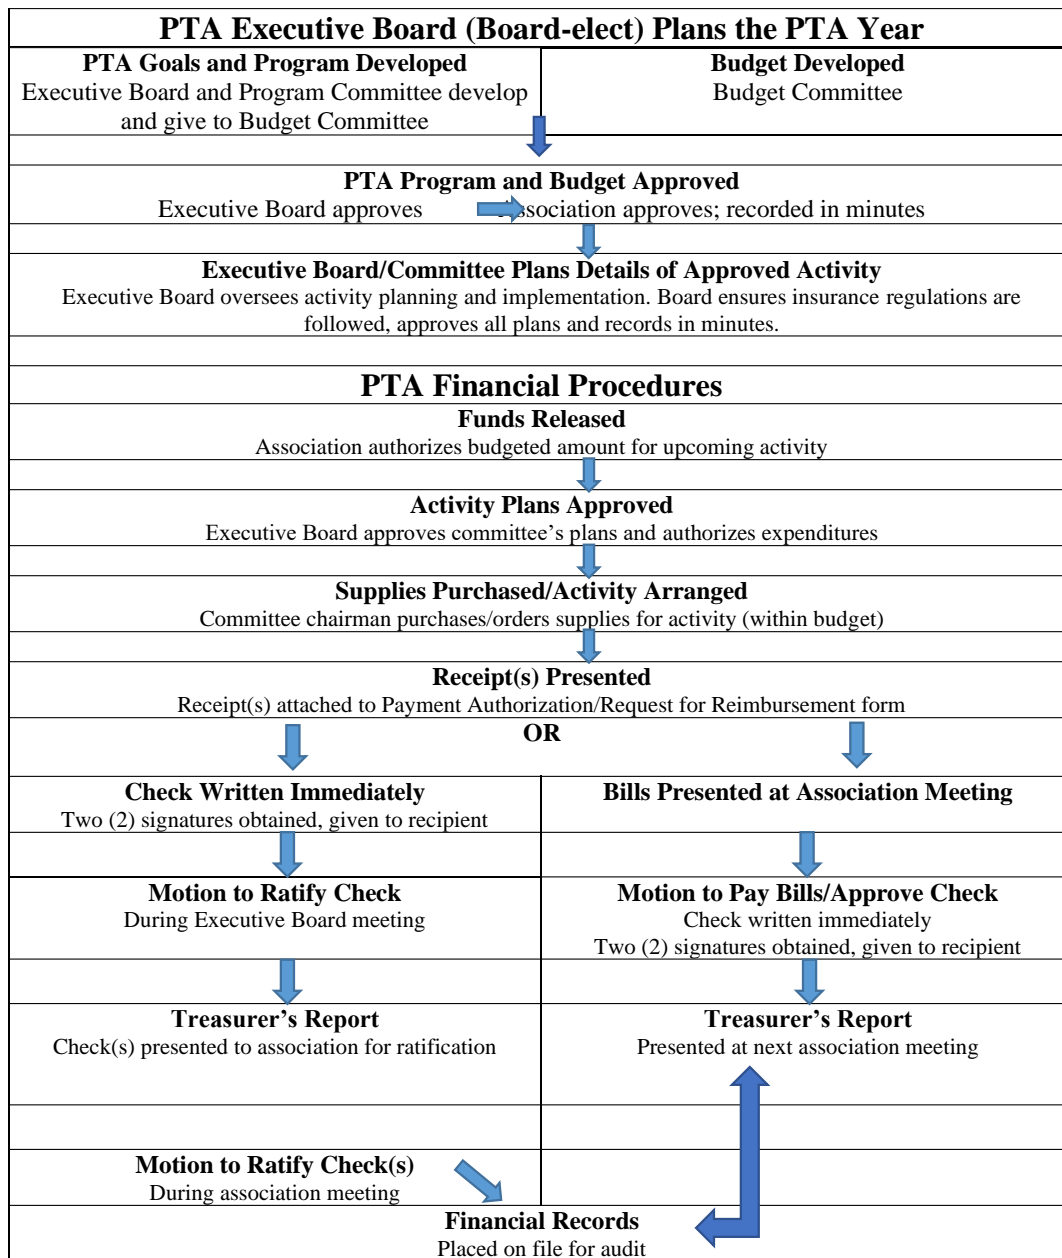 PTA Executive Board (Board-elect) Plans the PTA Year
PTA Goals and Program Developed
Executive Board and Program Committee develop
and give to Budget Committee
Budget Developed
Budget Committee
PTA Program and Budget Approved
Executive Board approves ssociation approves; recorded in minutes
Executive Board/Committee Plans Details of Approved Activity
Executive Board oversees activity planning and implementation. Board ensures insurance regulations are
followed, approves all plans and records in minutes.
PTA Financial Procedures
Funds Released
Association authorizes budgeted amount for upcoming activity
Activity Plans Approved
Executive Board approves committee's plans and authorizes expenditures
Supplies Purchased/Activity Arranged
Committee chairman purchases/orders supplies for activity (within budget)
Receipt(s) Presented
Receipt(s) attached to Payment Authorization/Request for Reimbursement form
OR
Check Written Immediately
Two (2) signatures obtained, given to recipient
Bills Presented at Association Meeting
Motion to Ratify Check
During Executive Board meeting
Motion to Pay Bills/Approve Check
Check written immediately
Two (2) signatures obtained, given to recipient
Treasurer's Report
Check(s) presented to association for ratification
Treasurer's Report
Presented at next association meeting
Motion to Ratify Check(s)
During association meeting
Financial Records
Placed on file for audit